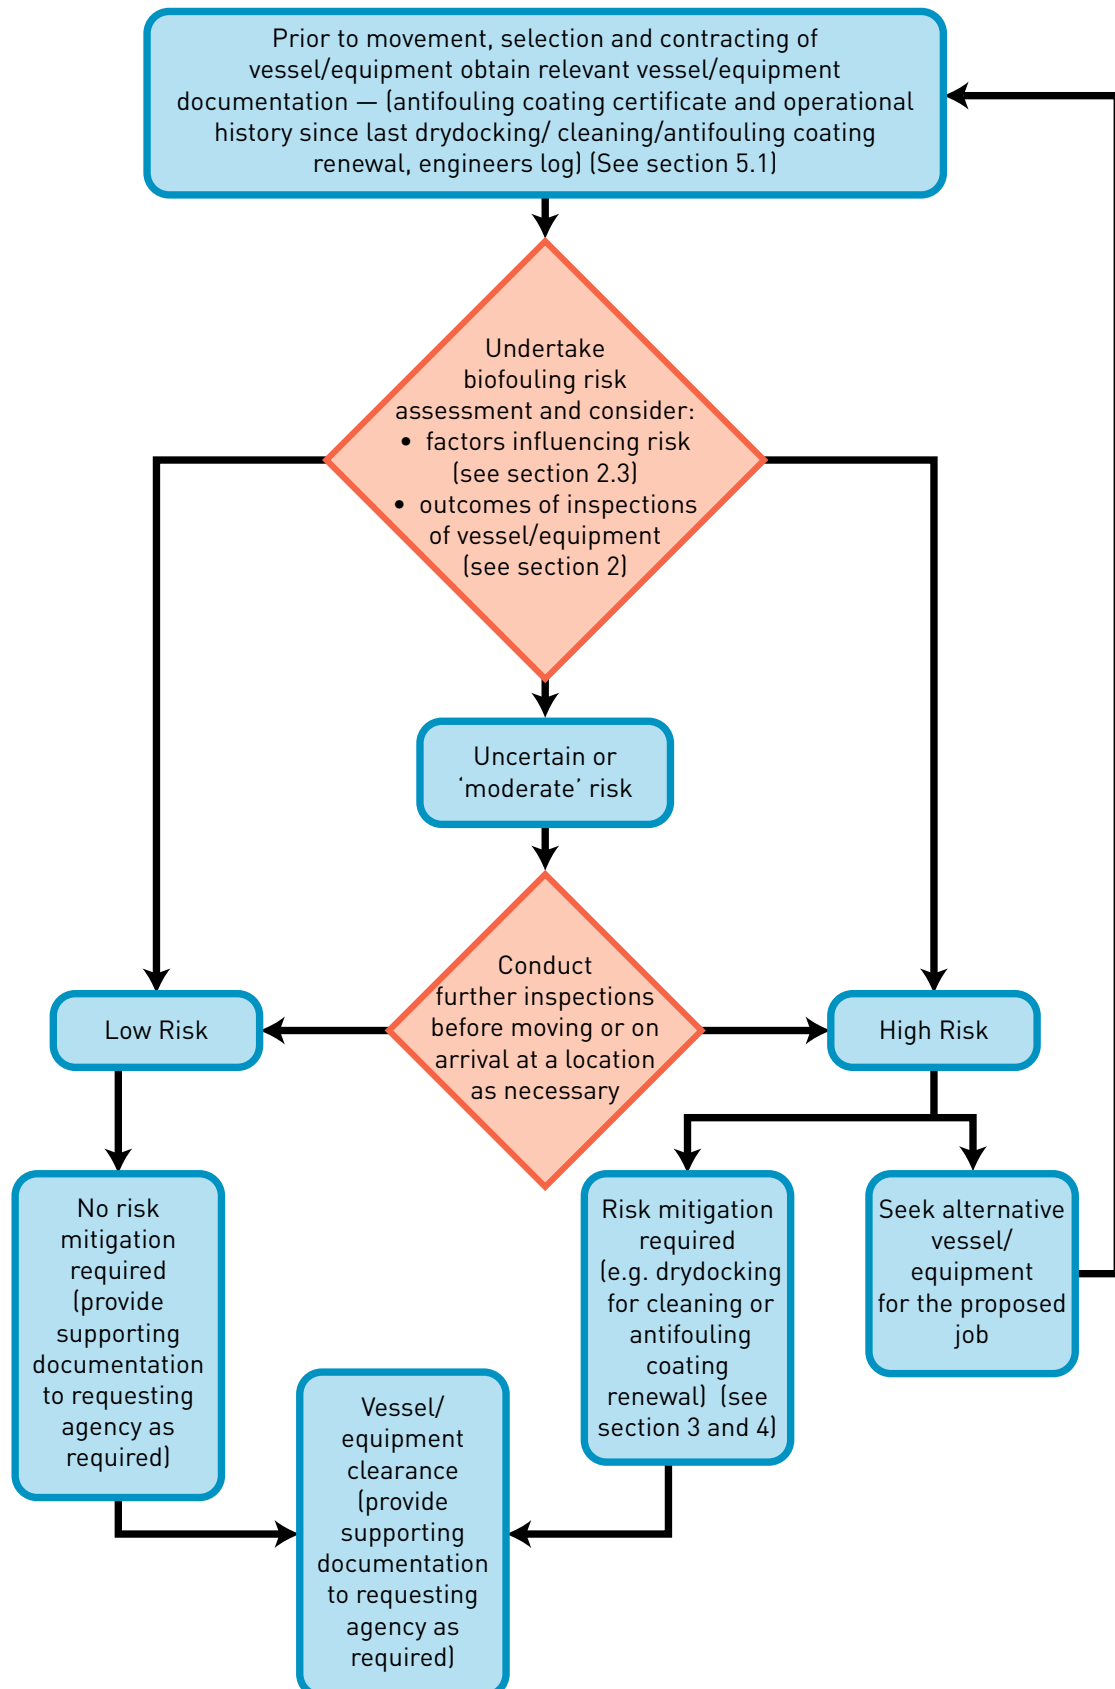 Prior to movement, selection and contracting of
vessel/equipment obtain relevant vessel/equipment
documentation — (antifouling coating certificate and operational
history since last drydocking/ cleaning/antifouling coating
renewal, engineers log) (See section 5.1)
Undertake
biofouling risk
assessment and consider:
• factors influencing risk
(see section 2.3)
• outcomes of inspections
of vessel/equipment
(see section 2)
Uncertain or
‘moderate’ risk
Conduct
further inspections
before moving or on
arrival at a location
as necessary
Low Risk
High Risk
No risk
mitigation
required
(provide
supporting
documentation
to requesting
agency as
required)
Risk mitigation
required
(e.g. drydocking
for cleaning or
antifouling
coating
renewal) (see
section 3 and 4)
Seek alternative
vessel/
equipment
for the proposed
job
Vessel/
equipment
clearance
(provide
supporting
documentation
to requesting
agency as
required)